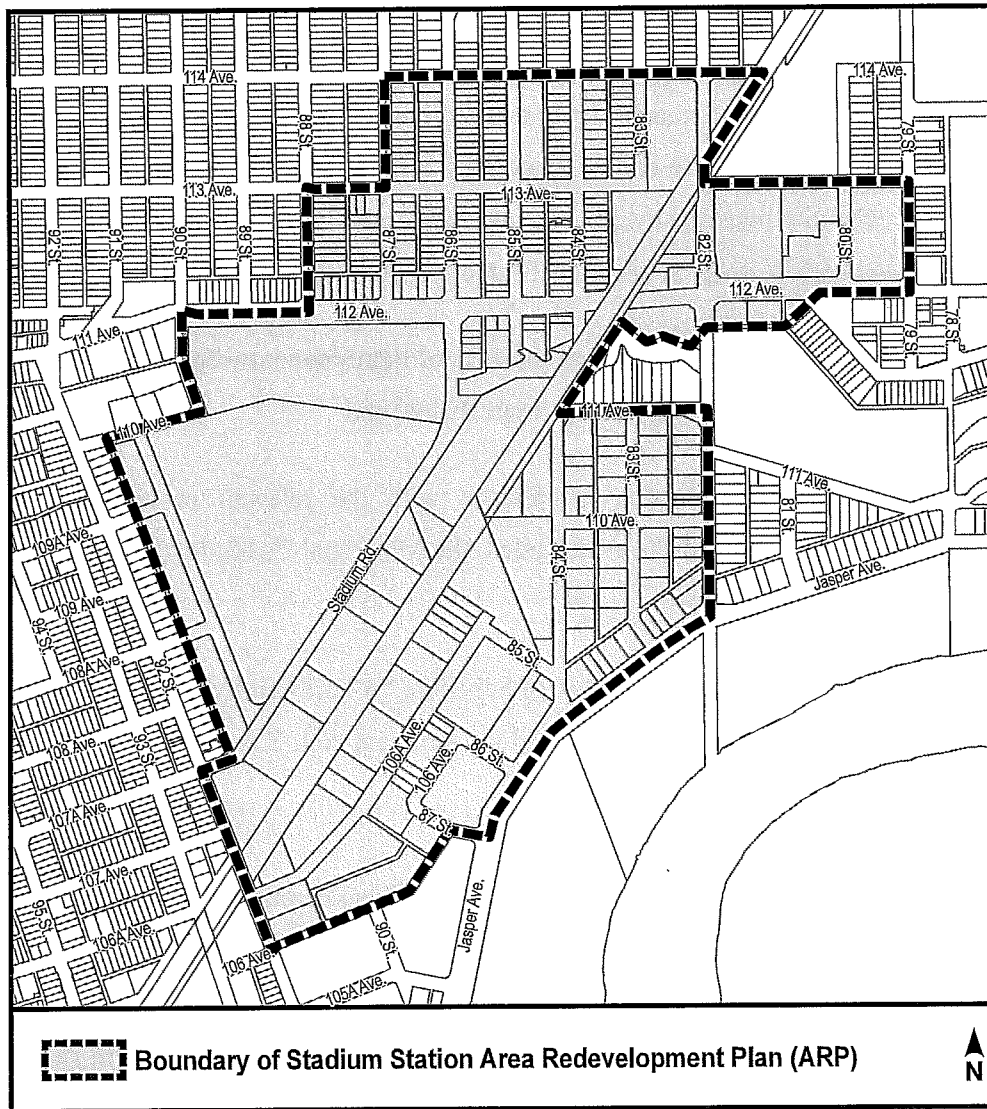 114 Ave.
114 Ave.
88 St.
83 St.
79 St.
113 Ave.
113 Ave.
92 St.
91 St.
90 St.
89 St.
87 St.
86 St.
85 St.
84 St.
82 St.
80 St.
112 Ave.
112 Ave.
111 Ave.
79 St.
78 St.
110 Ave.
111 Ave.
83 St.
111 Ave.
81 St.
109A Ave.
110 Ave.
Stadium Rd.
84 St.
Jasper Ave.
109 Ave.
94 St.
108A Ave.
92 St.
85 St.
108 Ave.
93 St.
106A Ave.
86 St.
106 Ave.
107A Ave.
87 St.
107 Ave.
95 St.
106A Ave.
106 Ave.
90 St.
Jasper Ave.
105A Ave.
Boundary of Stadium Station Area Redevelopment Plan (ARP)
N